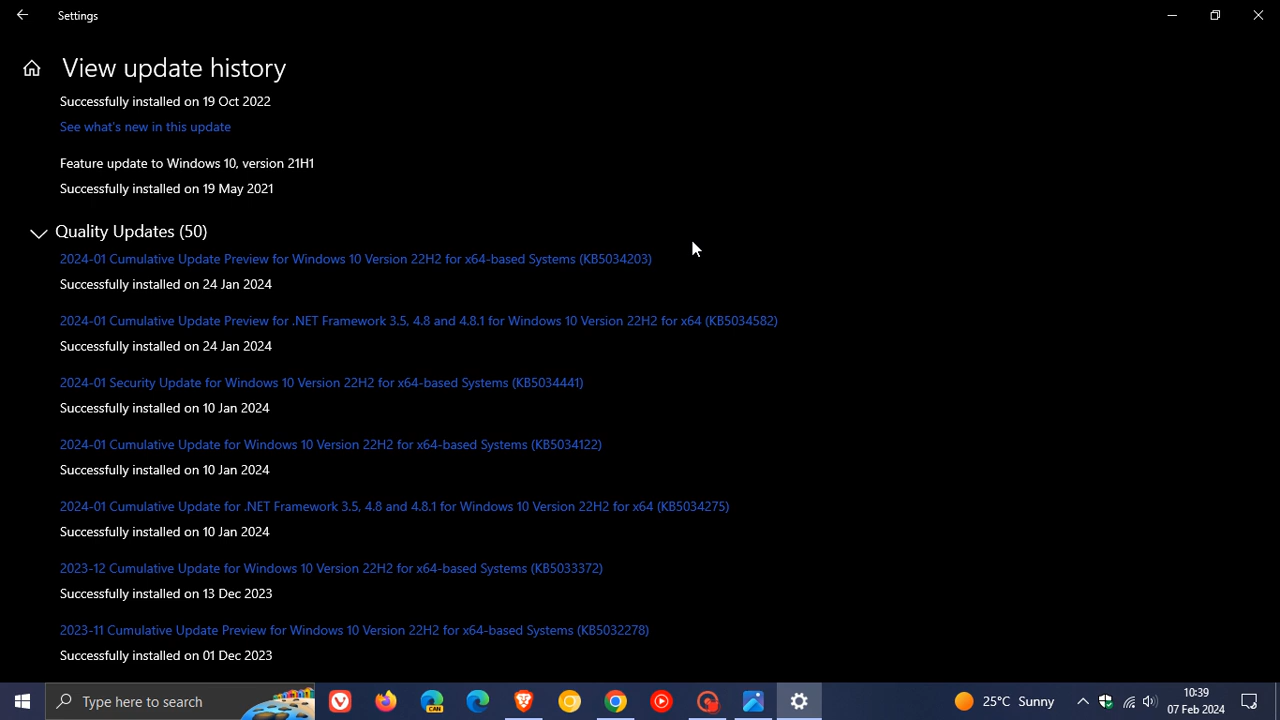 Settings
View update history
Successfully installed on 19 Oct 2022
See what's new in this update
Feature update to Windows 10, version 21H1
Successfully installed on 19 May 2021
Quality Updates (50)
2024-01 Cumulative Update Preview for Windows 10 Version 22H2 for x64-based Systems (KB5034203)
Successfully installed on 24 Jan 2024
2024-01 Cumulative Update Preview for .NET Framework 3.5, 4.8 and 4.8.1 for Windows 10 Version 22H2 for x64 (KB5034582)
Successfully installed on 24 Jan 2024
2024-01 Security Update for Windows 10 Version 22H2 for x64-based Systems (KB5034441)
Successfully installed on 10 Jan 2024
2024-01 Cumulative Update for Windows 10 Version 22H2 for x64-based Systems (KB5034122)
Successfully installed on 10 Jan 2024
2024-01 Cumulative Update for .NET Framework 3.5, 4.8 and 4.8.1 for Windows 10 Version 22H2 for x64 (KB5034275)
Successfully installed on 10 Jan 2024
2023-12 Cumulative Update for Windows 10 Version 22H2 for x64-based Systems (KB5033372)
Successfully installed on 13 Dec 2023
2023-11 Cumulative Update Preview for Windows 10 Version 22H2 for x64-based Systems (KB5032278)
Successfully installed on 01 Dec 2023
Type here to search
CAN
25°C Sunny
10:39
07 Feb 2024